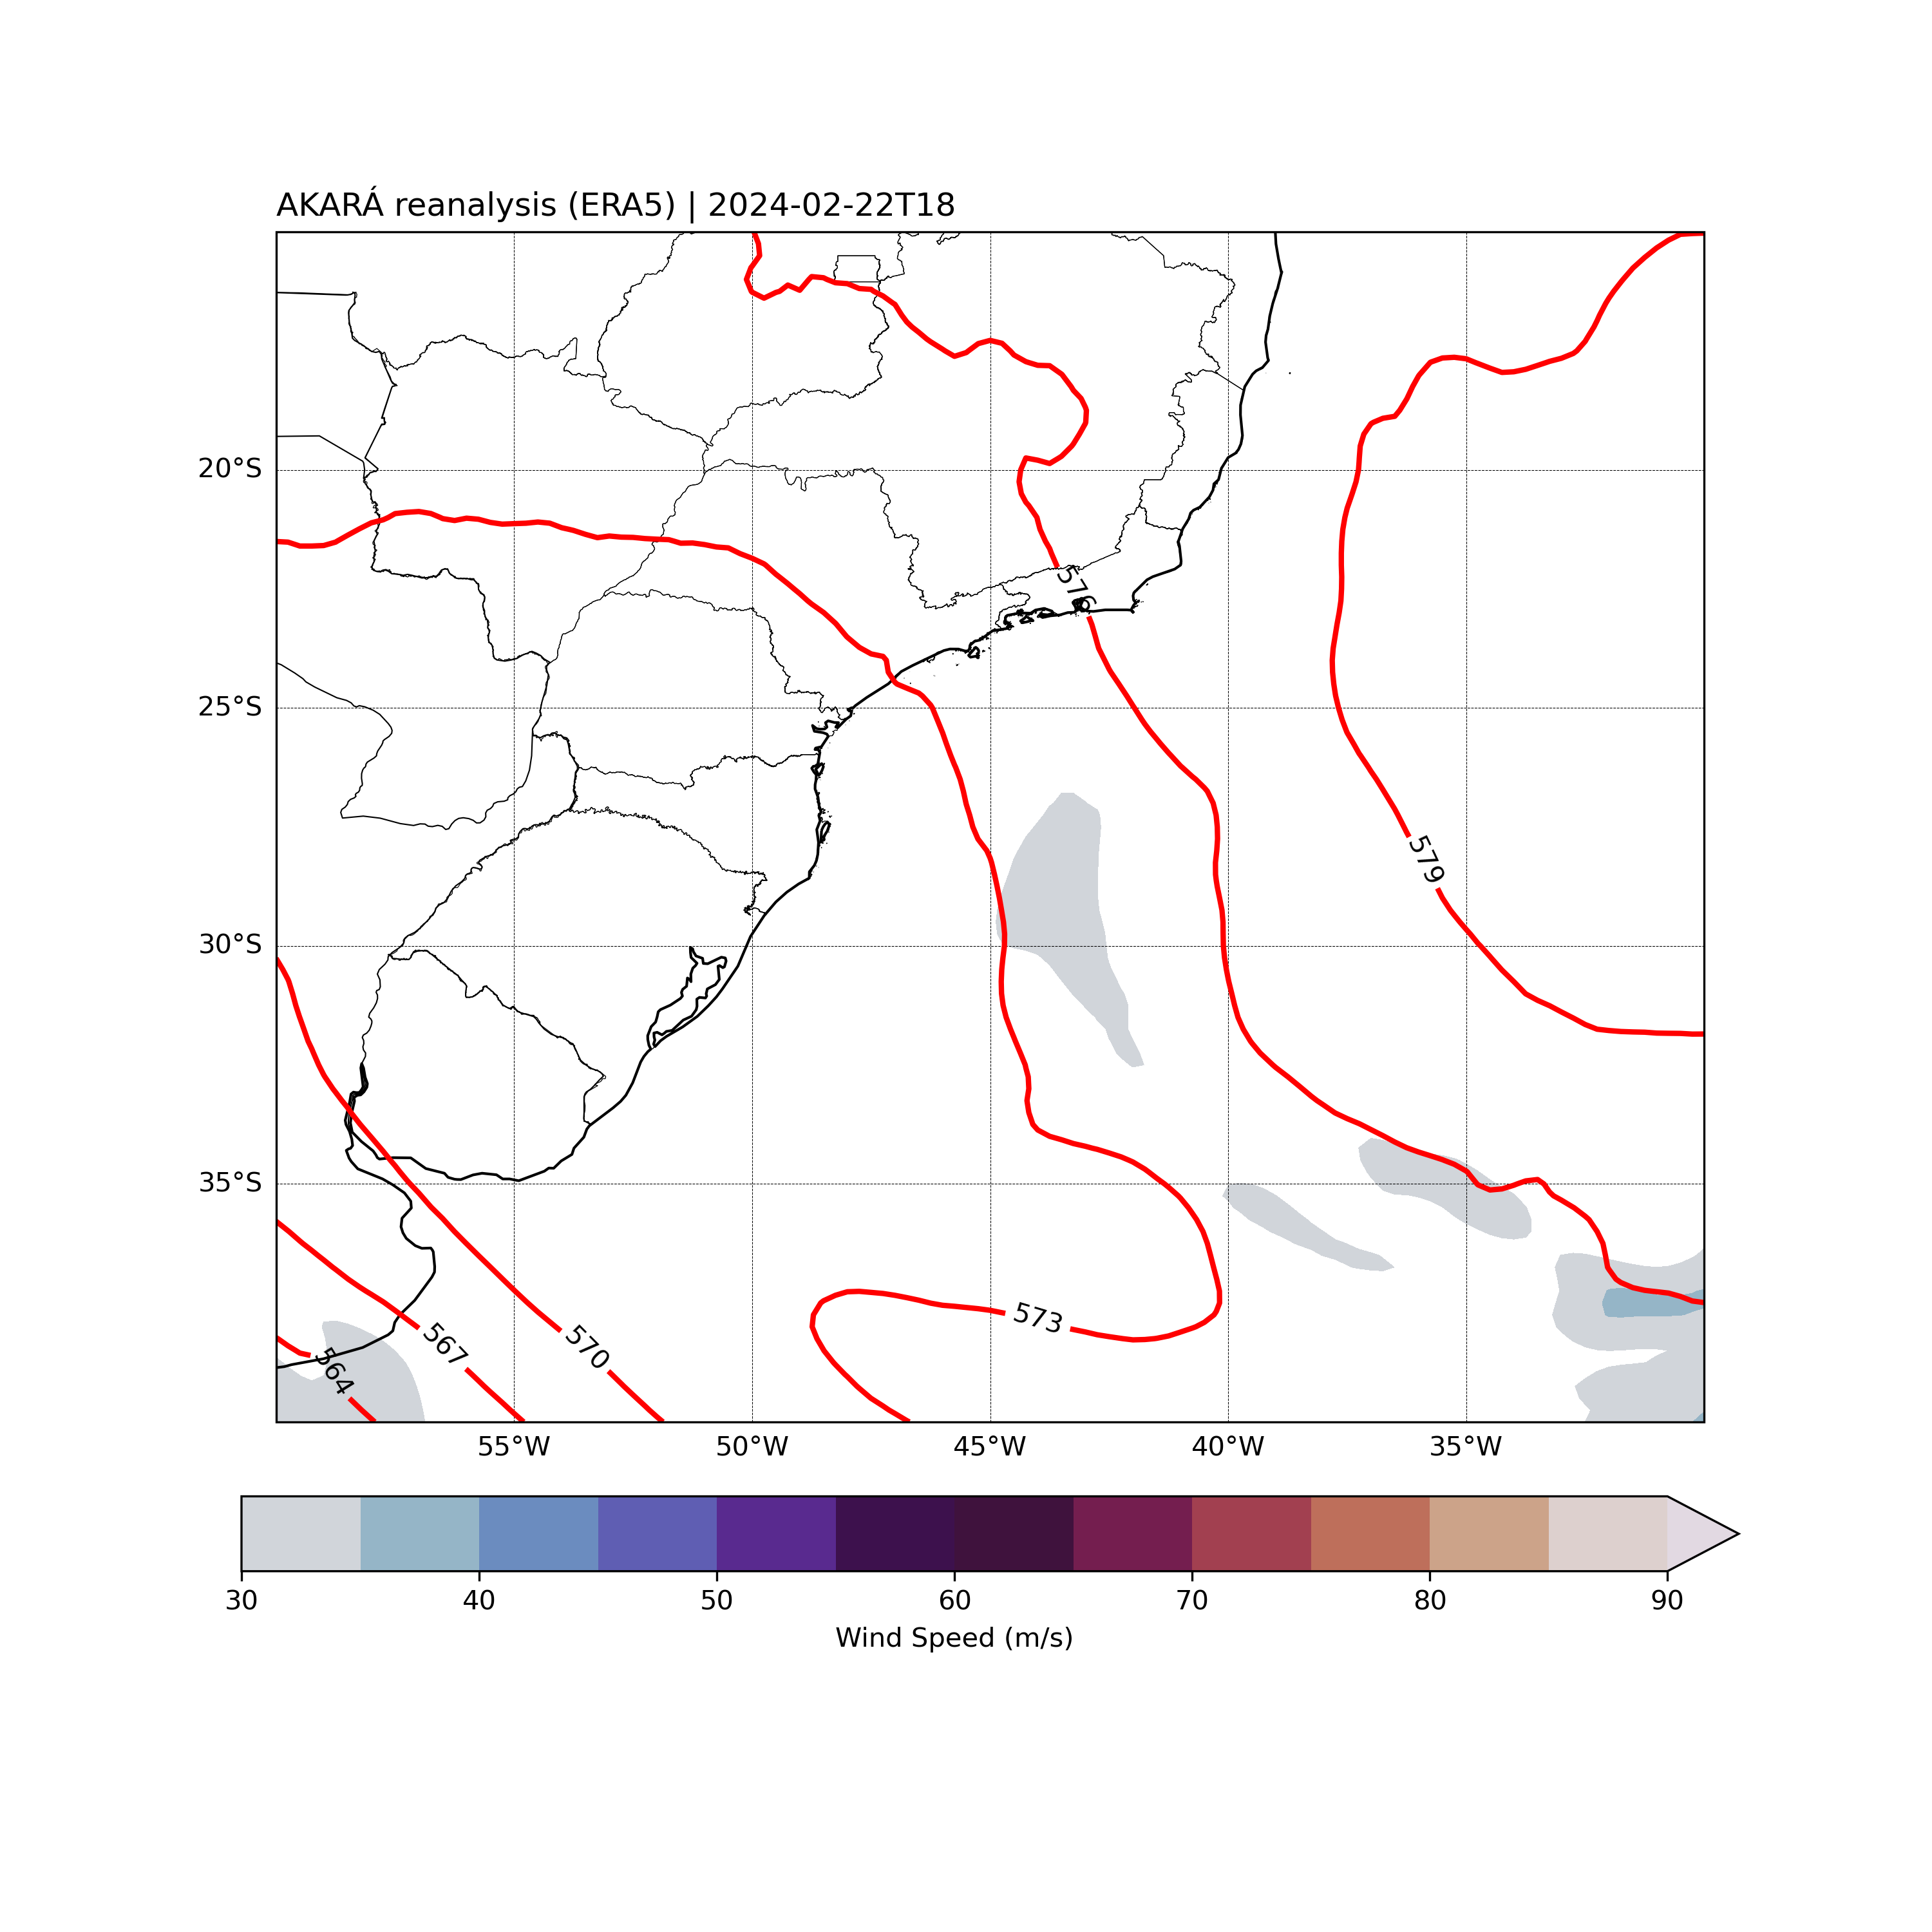 AKARÁ reanalysis (ERA5) | 2024-02-22T18
20°S
25°S
30°S
35°S
576
579
573
570
567
564
55°W 50°W 45°W 40°W 35°W
30 40 50 60 70 80 90
Wind Speed (m/s)